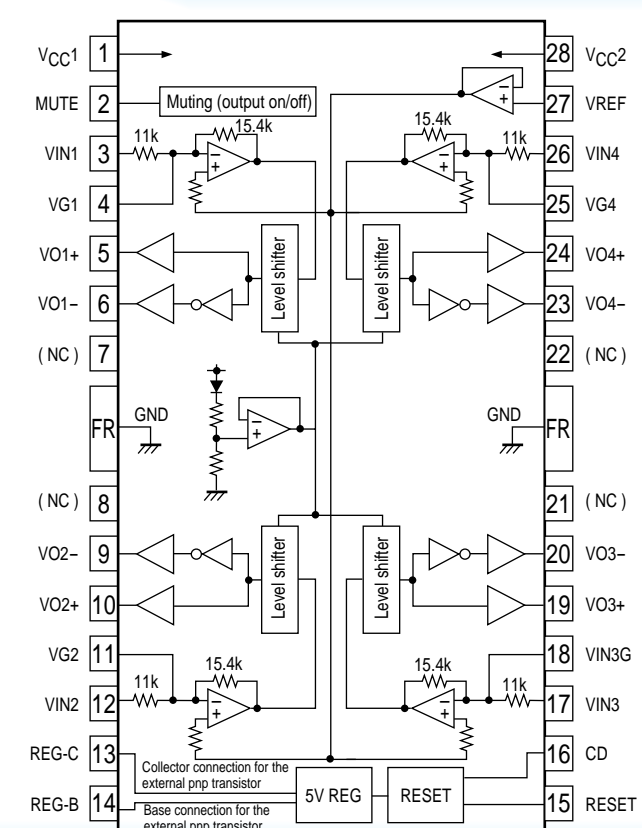 VCC1 1 28 VCC2
MUTE 2 Muting (output on/off) 27 VREF
15.4k 15.4k
11k 11k
VIN1 3 26 VIN4
VG1 4 25 VG4
VO1+ 5 Level shifter Level shifter 24 VO4+
VO1− 6 23 VO4−
( NC ) 7 22 ( NC )
GND GND
FR FR
( NC ) 8 21 ( NC )
VO2− 9 Level shifter Level shifter 20 VO3−
VO2+ 10 19 VO3+
VG2 11 18 VIN3G
15.4k 15.4k
11k 11k
VIN2 12 17 VIN3
REG-C 13 16 CD
Collector connection for the
external pnp transistor
5V REG RESET
REG-B 14 15 RESET
Base connection for the
external pnp transistor
− + − + − + − + − + − +